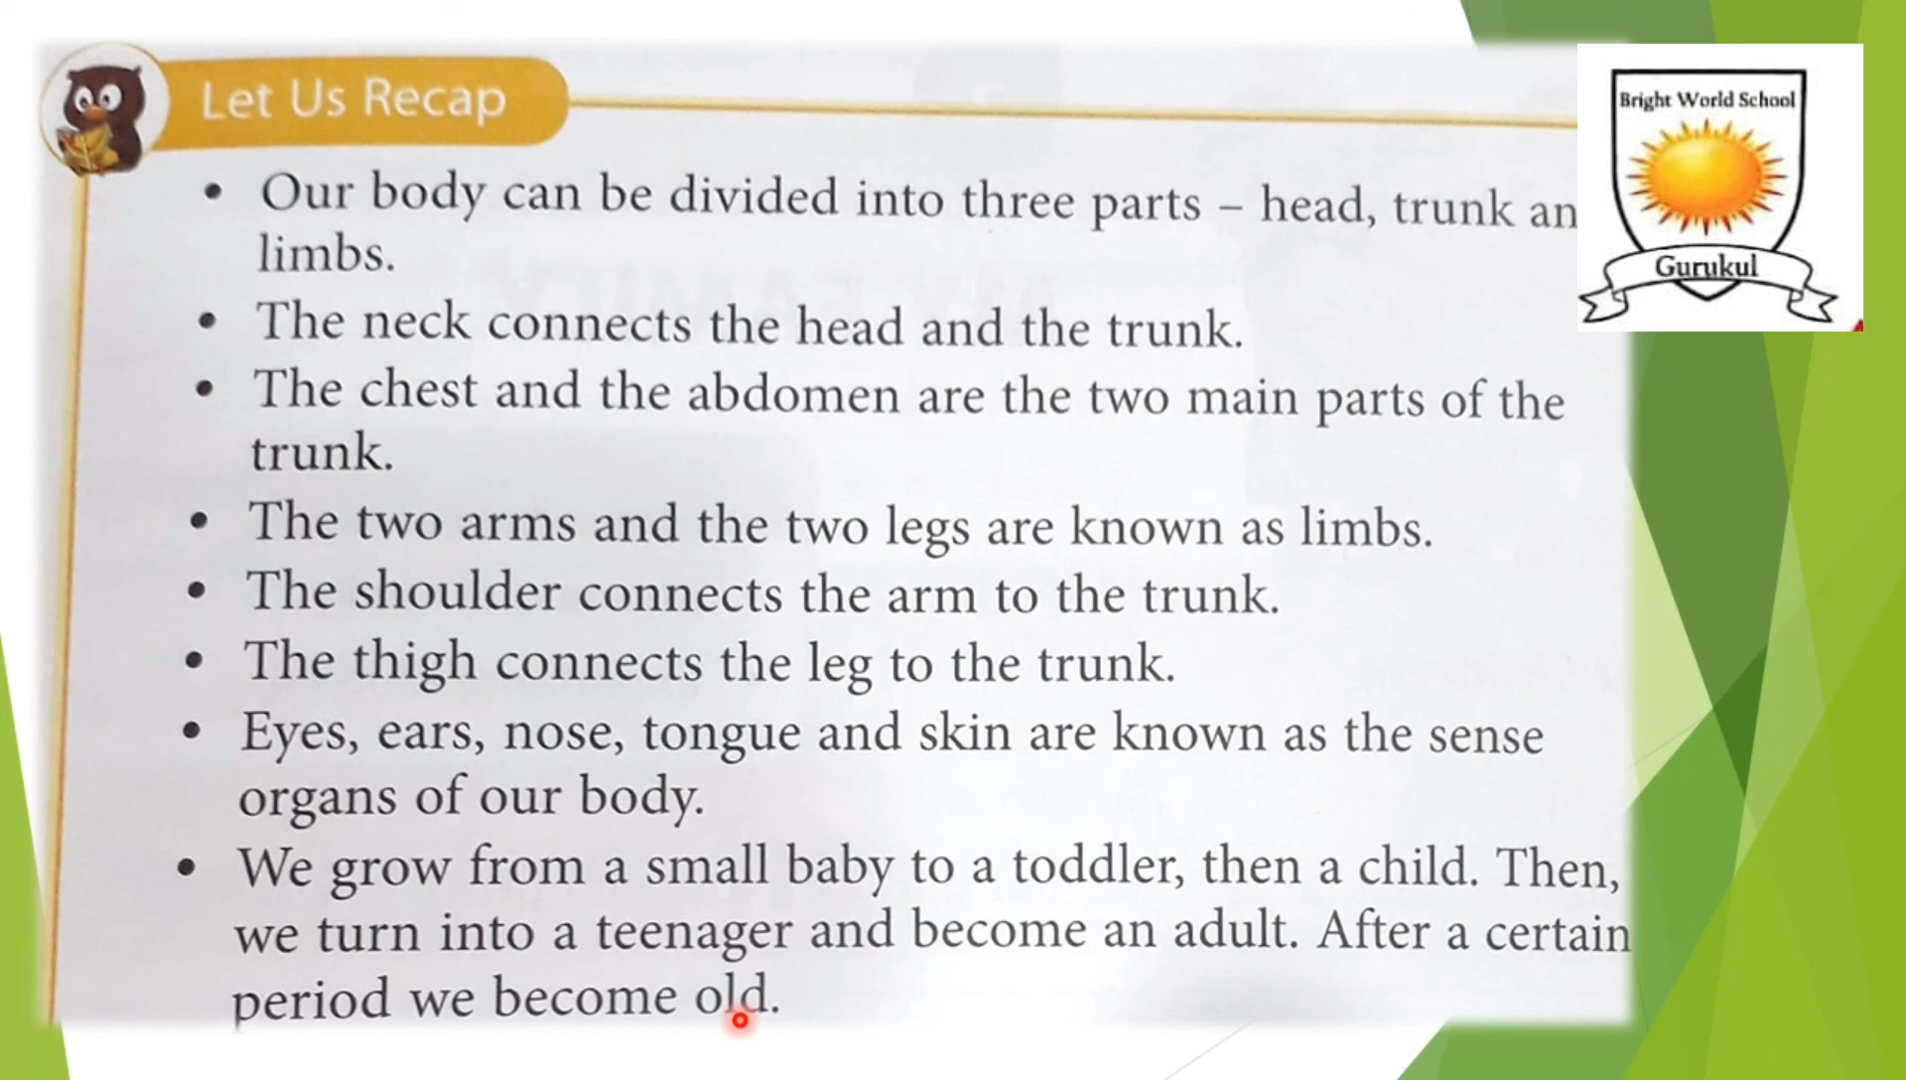 Let Us Recap
Bright World School
Gurukul
• Our body can be divided into three parts – head, trunk an
limbs.
• The neck connects the head and the trunk.
• The chest and the abdomen are the two main parts of the
trunk.
• The two arms and the two legs are known as limbs.
• The shoulder connects the arm to the trunk.
• The thigh connects the leg to the trunk.
• Eyes, ears, nose, tongue and skin are known as the sense
organs of our body.
• We grow from a small baby to a toddler, then a child. Then,
we turn into a teenager and become an adult. After a certain
period we become old.